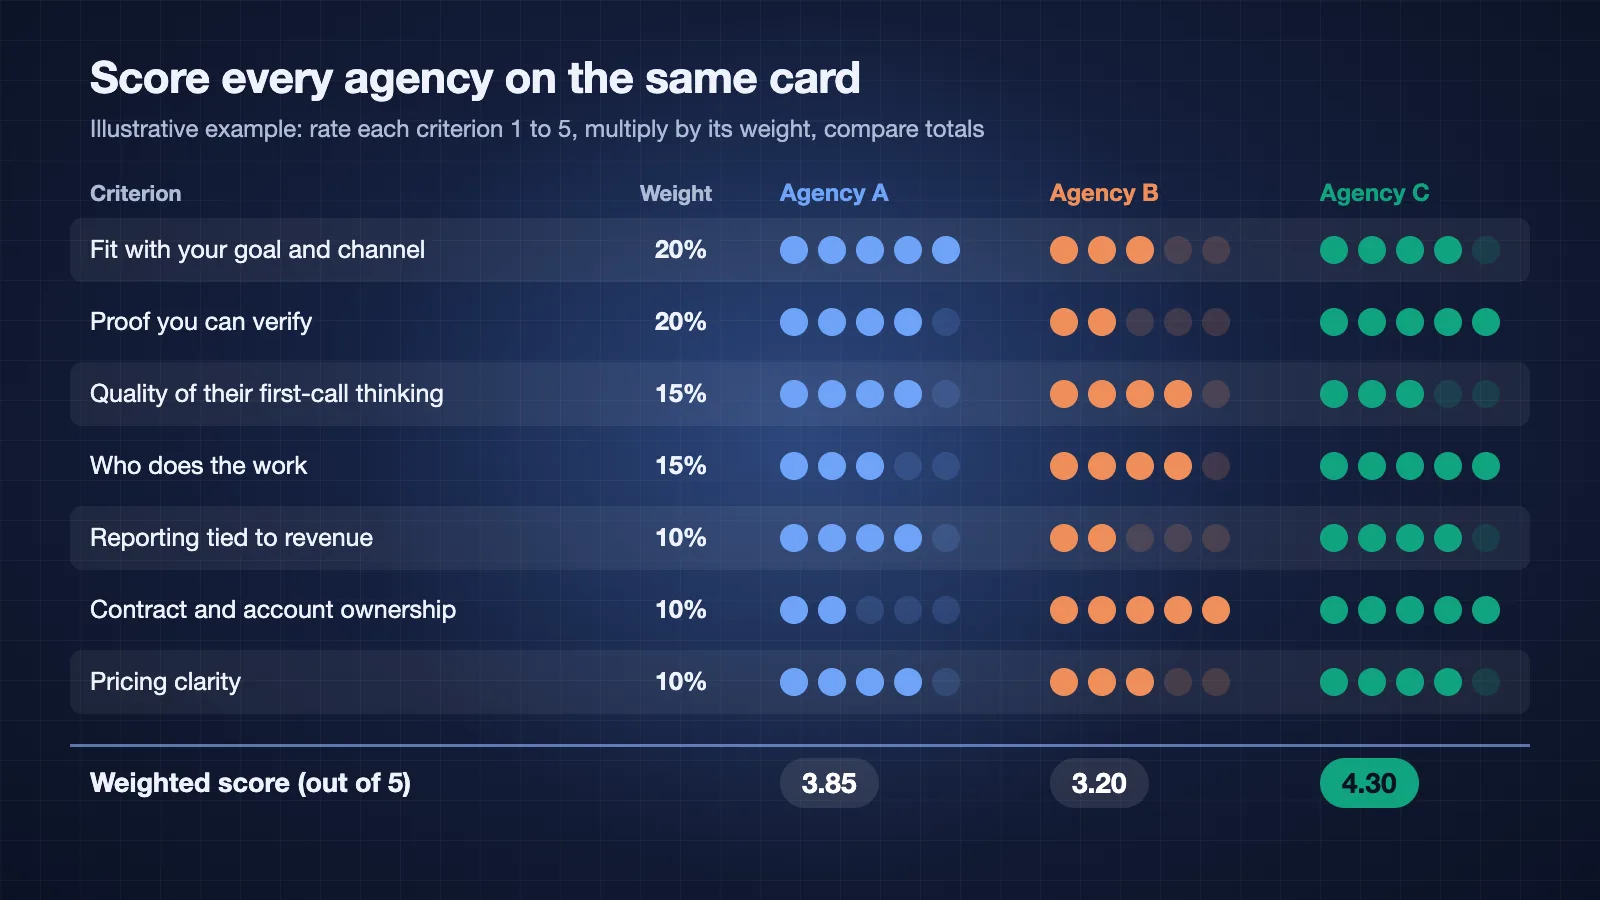 Score every agency on the same card
Illustrative example: rate each criterion 1 to 5, multiply by its weight, compare totals
Criterion Weight Agency A Agency B Agency C
Fit with your goal and channel 20%
Proof you can verify 20%
Quality of their first-call thinking 15%
Who does the work 15%
Reporting tied to revenue 10%
Contract and account ownership 10%
Pricing clarity 10%
Weighted score (out of 5) 3.85 3.20 4.30